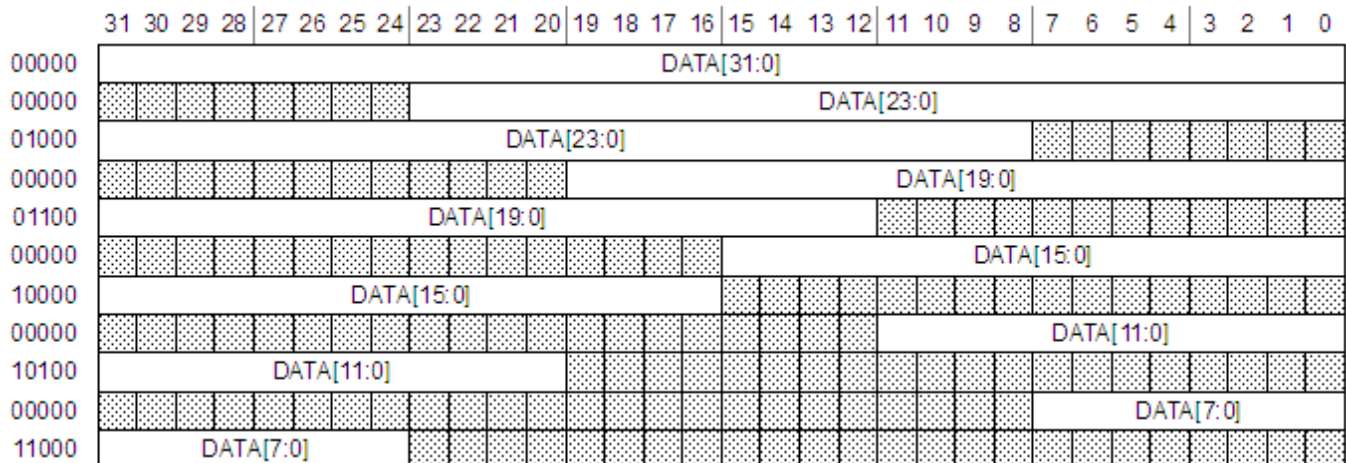 31 30 29 28 27 26 25 24 23 22 21 20 19 18 17 16 15 14 13 12 11 10 9 8 7 6 5 4 3 2 1 0
00000 DATA[31:0]
00000 DATA[23:0]
01000 DATA[23:0]
00000 DATA[19:0]
01100 DATA[19:0]
00000 DATA[15:0]
10000 DATA[15:0]
00000 DATA[11:0]
10100 DATA[11:0]
00000 DATA[7:0]
11000 DATA[7:0]